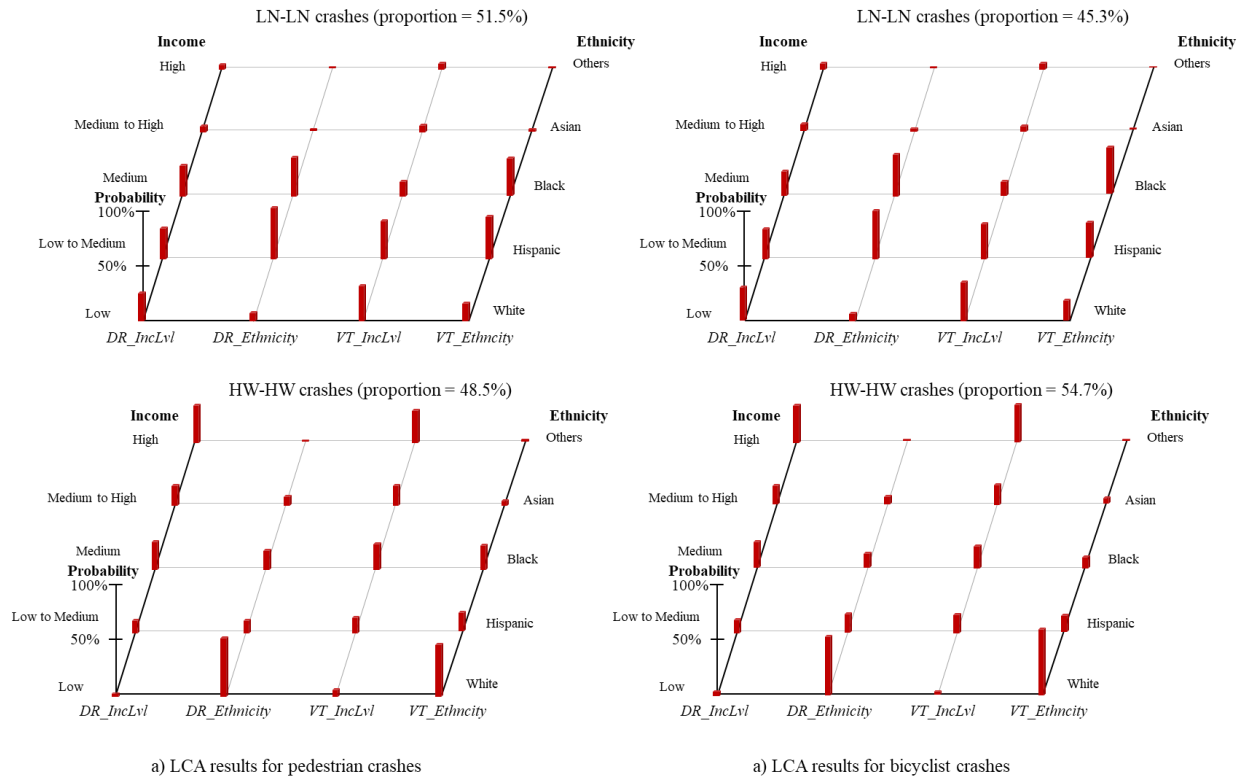 LN-LN crashes (proportion = 51.5%)
Income
Ethnicity
High
Others
Medium to High
Asian
Medium
Black
Probability
100%
Low to Medium
Hispanic
50%
Low
White
DR_IncLvl
DR_Ethnicity
VT_IncLvl
VT_Ethncity
LN-LN crashes (proportion = 45.3%)
Income
Ethnicity
High
Others
Medium to High
Asian
Medium
Black
Probability
100%
Low to Medium
Hispanic
50%
Low
White
DR_IncLvl
DR_Ethnicity
VT_IncLvl
VT_Ethnicity
HW-HW crashes (proportion = 48.5%)
Income
Ethnicity
High
Others
Medium to High
Asian
Medium
Black
Probability
100%
Low to Medium
Hispanic
50%
Low
White
DR_IncLvl
DR_Ethnicity
VT_IncLvl
VT_Ethncity
HW-HW crashes (proportion = 54.7%)
Income
Ethnicity
High
Others
Medium to High
Asian
Medium
Black
Probability
100%
Low to Medium
Hispanic
50%
Low
White
DR_IncLvl
DR_Ethnicity
VT_IncLvl
VT_Ethnicity
a) LCA results for pedestrian crashes
a) LCA results for bicyclist crashes